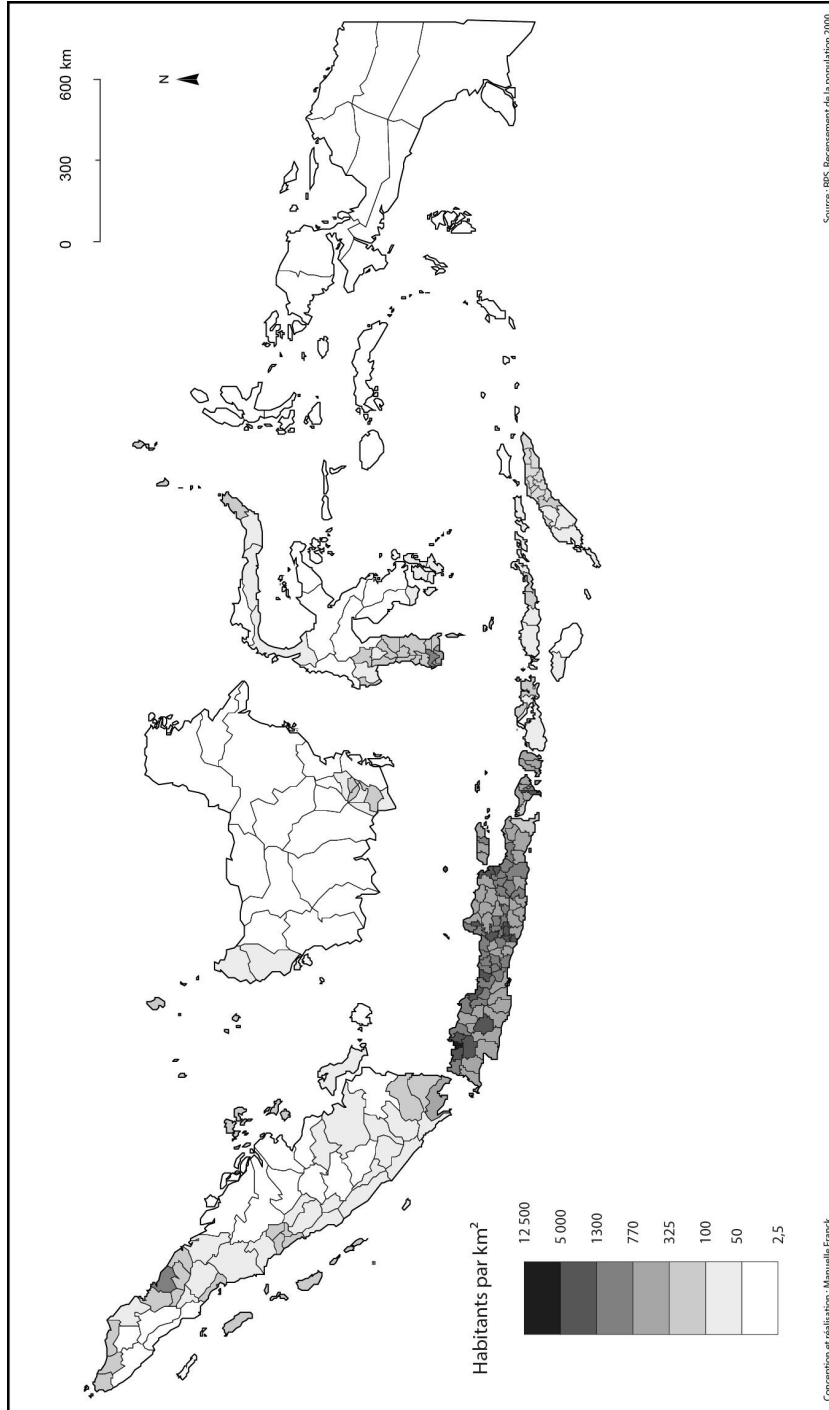 0 300 600 km
N
Habitants par km²
12 500
5 000
1300
770
325
100
50
2,5
Conception et réalisation : Manuelle Franck
Source : BPS, Recensement de la population 2000